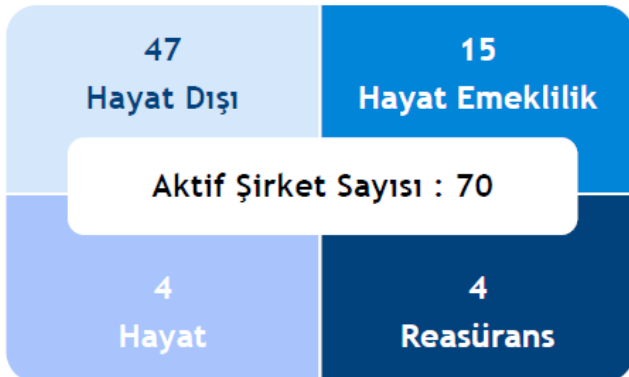 47
Hayat Dışı
15
Hayat Emeklilik
Aktif Şirket Sayısı : 70
4
Hayat
4
Reasürans